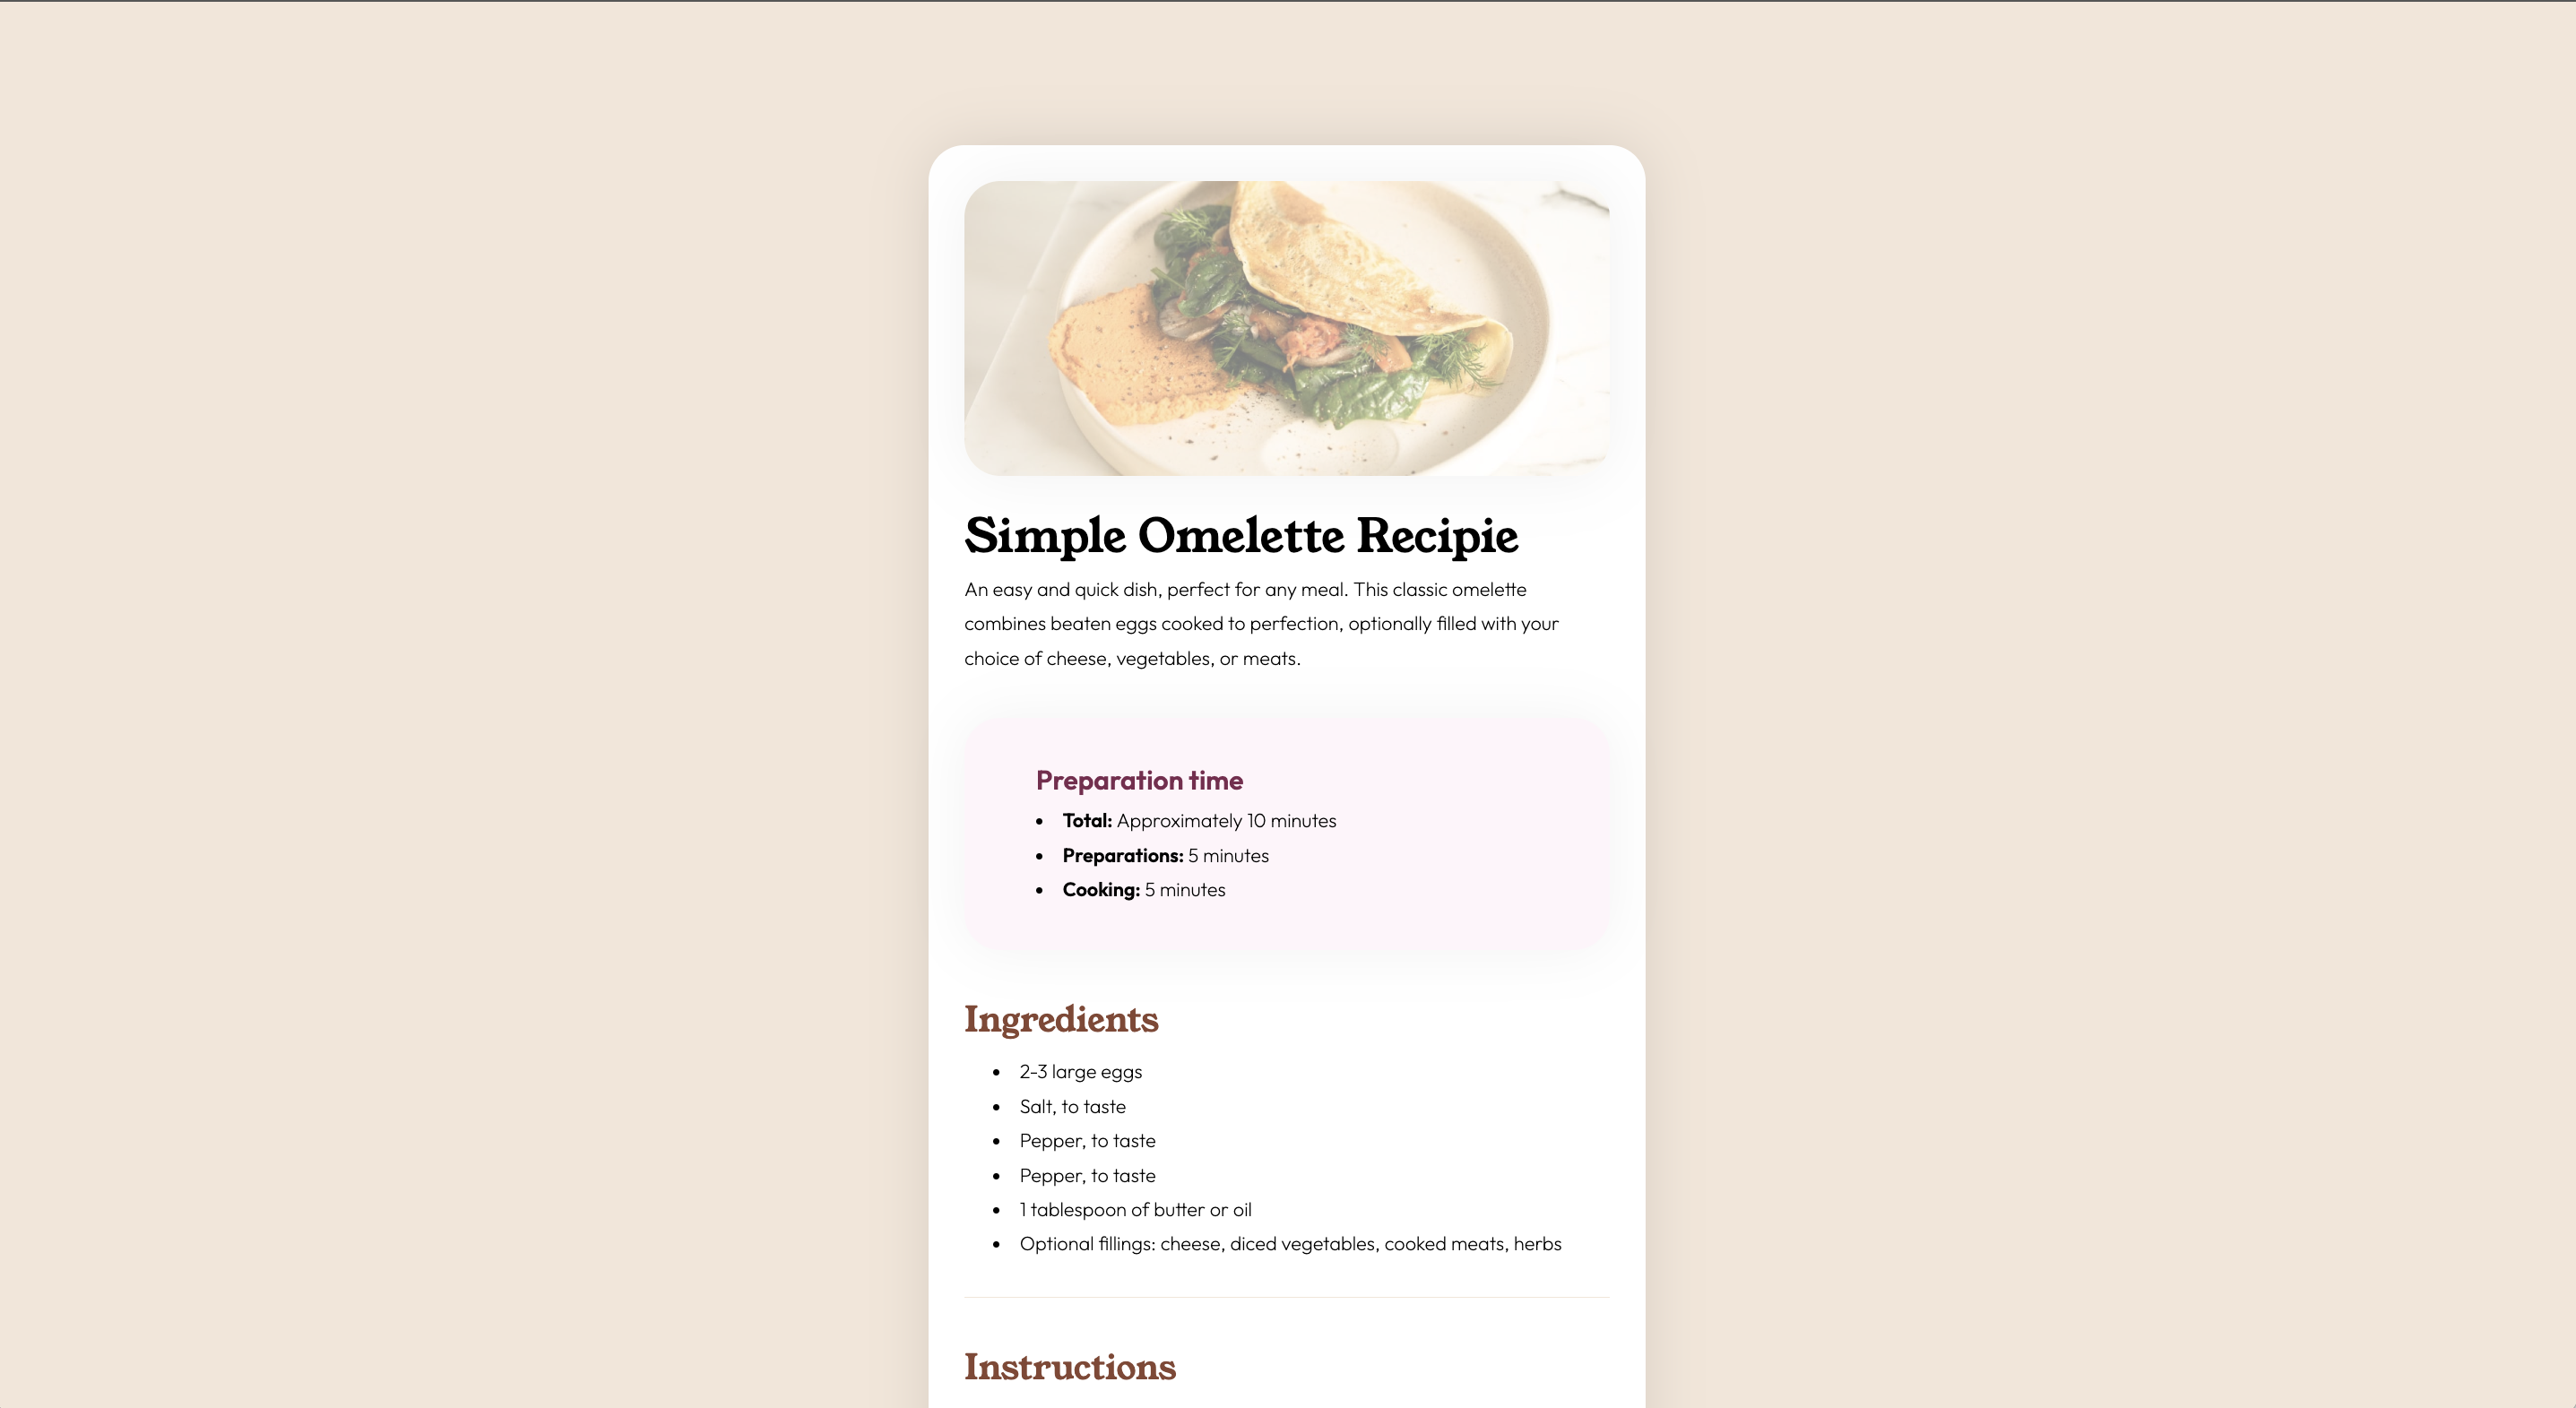 Simple Omelette Recipie
An easy and quick dish, perfect for any meal. This classic omelette
combines beaten eggs cooked to perfection, optionally filled with your
choice of cheese, vegetables, or meats.
Preparation time
• Total: Approximately 10 minutes
• Preparations: 5 minutes
• Cooking: 5 minutes
Ingredients
• 2-3 large eggs
• Salt, to taste
• Pepper, to taste
• Pepper, to taste
• 1 tablespoon of butter or oil
• Optional fillings: cheese, diced vegetables, cooked meats, herbs
Instructions